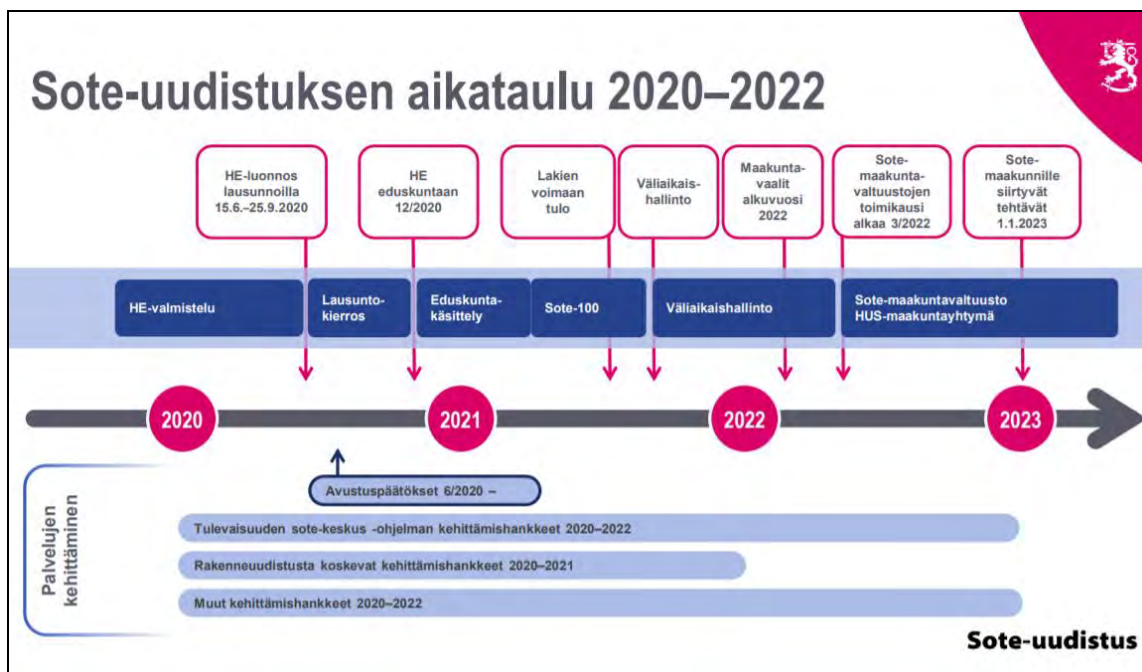 Sote-uudistuksen aikataulu 2020–2022
HE-luonnos
lausunnoilla
15.6.–25.9.2020
HE
eduskuntaan
12/2020
Lakien
voimaan
tulo
Väliaikais-
hallinto
Maakunta-
vaalit
alkuvuosi
2022
Sote-
maakunta-
valtuustojen
toimikausi
alkaa 3/2022
Sote-
maakunnille
siirtyvät
tehtävät
1.1.2023
HE-valmistelu
Lausunto-
kierros
Eduskunta-
käsittely
Sote-100
Väliaikaishallinto
Sote-maakuntavaltuusto
HUS-maakuntayhtymä
2020
2021
2022
2023
Palvelujen
kehittäminen
Avustuspäätökset 6/2020 –
Tulevaisuuden sote-keskus -ohjelman kehittämishankkeet 2020–2022
Rakenneuudistusta koskevat kehittämishankkeet 2020–2021
Muut kehittämishankkeet 2020–2022
Sote-uudistus